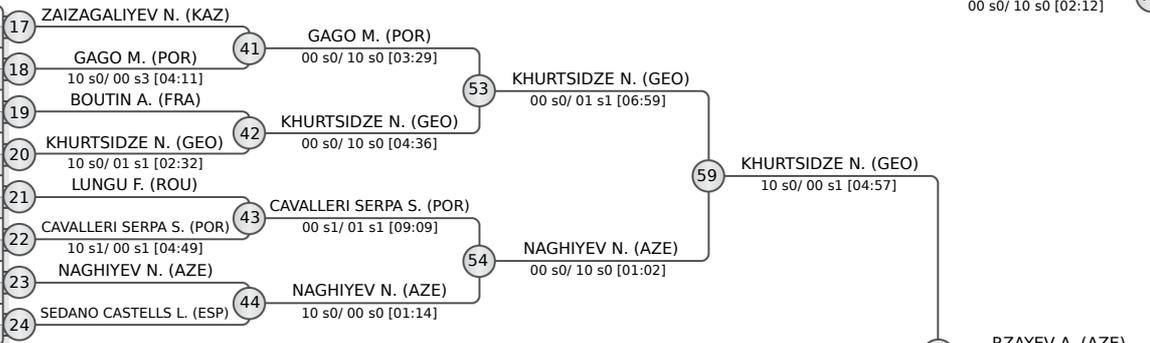 00 s0/ 10 s0 [02:12]
17
ZAIZAGALIYEV N. (KAZ)
41
GAGO M. (POR)
00 s0/ 10 s0 [03:29]
18
GAGO M. (POR)
10 s0/ 00 s3 [04:11]
53
KHURTSIDZE N. (GEO)
00 s0/ 01 s1 [06:59]
19
BOUTIN A. (FRA)
42
KHURTSIDZE N. (GEO)
00 s0/ 10 s0 [04:36]
20
KHURTSIDZE N. (GEO)
10 s0/ 01 s1 [02:32]
59
KHURTSIDZE N. (GEO)
10 s0/ 00 s1 [04:57]
21
LUNGU F. (ROU)
43
CAVALLERI SERPA S. (POR)
00 s1/ 01 s1 [09:09]
22
CAVALLERI SERPA S. (POR)
10 s1/ 00 s1 [04:49]
54
NAGHIYEV N. (AZE)
00 s0/ 10 s0 [01:02]
23
NAGHIYEV N. (AZE)
44
NAGHIYEV N. (AZE)
10 s0/ 00 s0 [01:14]
24
SEDANO CASTELLS L. (ESP)
RZAYEV A. (AZE)